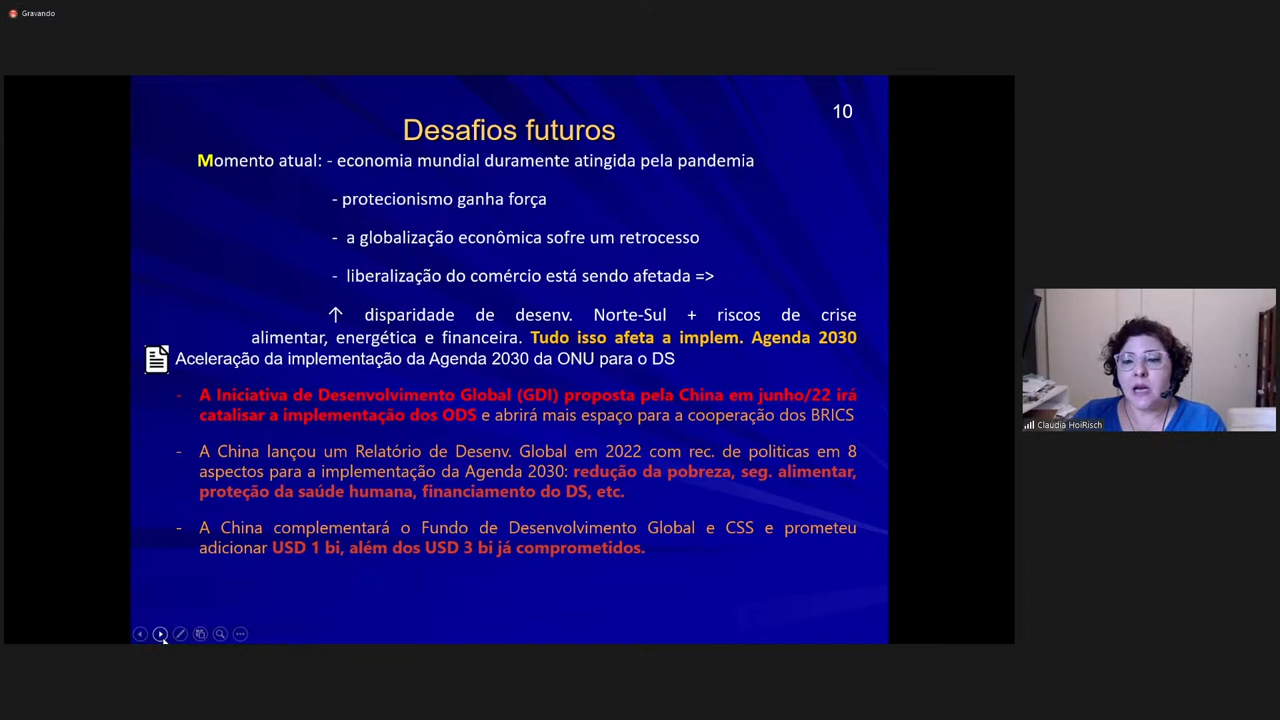 Gravando
10
Desafios futuros
Momento atual: - economia mundial duramente atingida pela pandemia
- protecionismo ganha força
- a globalização econômica sofre um retrocesso
- liberalização do comércio está sendo afetada =>
↑ disparidade de desenv. Norte-Sul + riscos de crise
alimentar, energética e financeira. Tudo isso afeta a implem. Agenda 2030
Aceleração da implementação da Agenda 2030 da ONU para o DS
- A Iniciativa de Desenvolvimento Global (GDI) proposta pela China em junho/22 irá
catalisar a implementação dos ODS e abrirá mais espaço para a cooperação dos BRICS
- A China lançou um Relatório de Desenv. Global em 2022 com rec. de politicas em 8
aspectos para a implementação da Agenda 2030: redução da pobreza, seg. alimentar,
proteção da saúde humana, financiamento do DS, etc.
- A China complementará o Fundo de Desenvolvimento Global e CSS e prometeu
adicionar USD 1 bi, além dos USD 3 bi já comprometidos.
Claudia HoiRisch